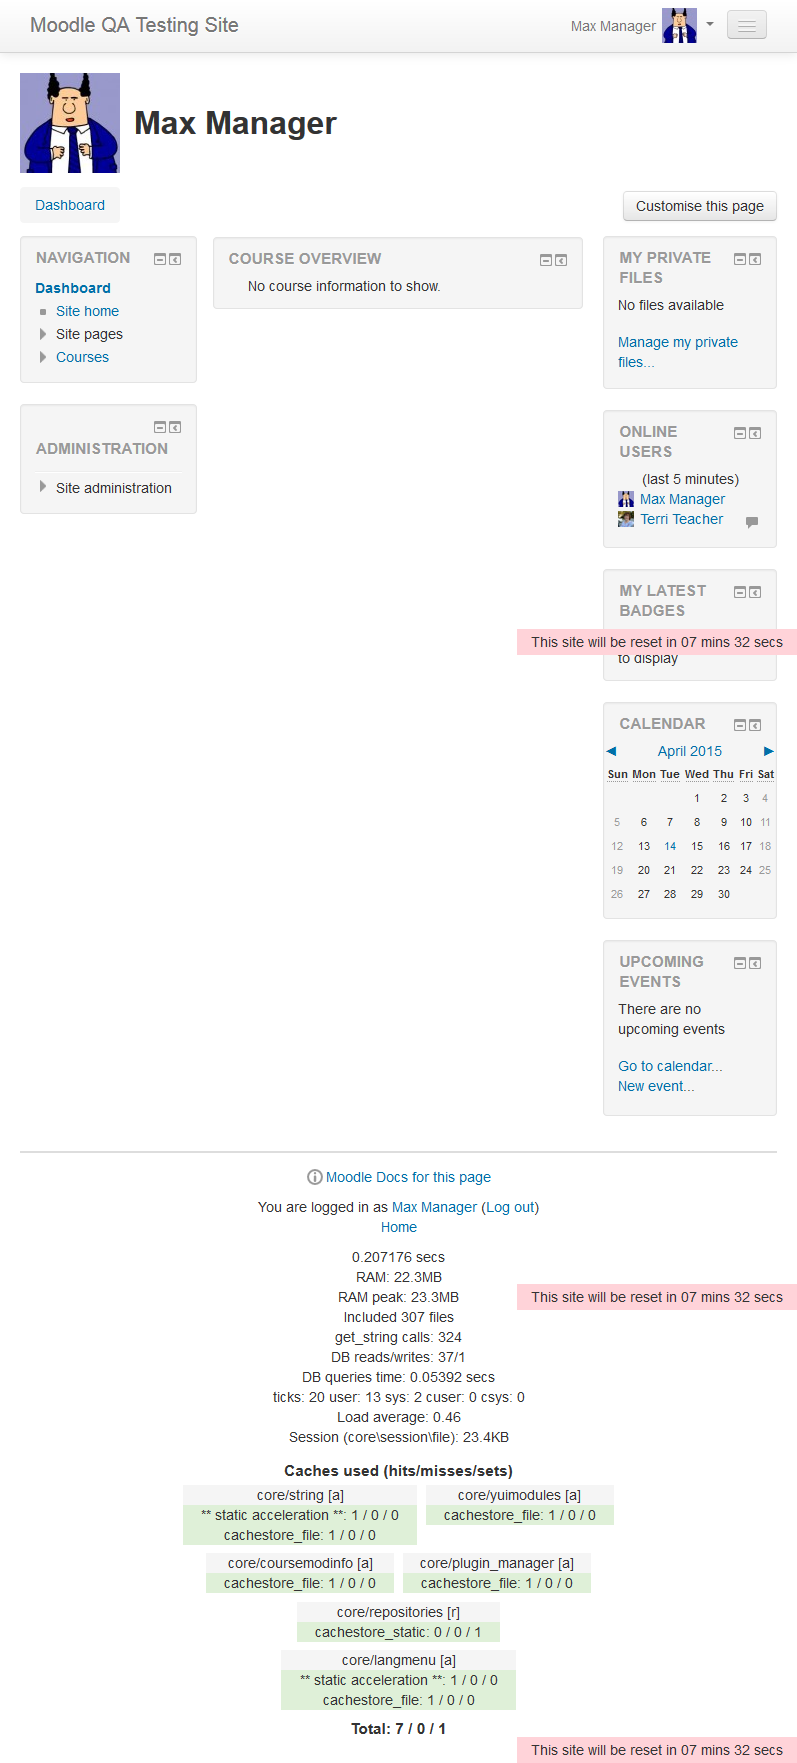 Moodle QA Testing Site
Max Manager
Max Manager
Dashboard
Customise this page
NAVIGATION
Dashboard
Site home
Site pages
Courses
ADMINISTRATION
Site administration
COURSE OVERVIEW
No course information to show.
MY PRIVATE
FILES
No files available
Manage my private
files...
ONLINE
USERS
(last 5 minutes)
Max Manager
Terri Teacher
MY LATEST
BADGES
This site will be reset in 07 mins 32 secs
to display
CALENDAR
◀ April 2015 ▶
Sun Mon Tue Wed Thu Fri Sat
1 2 3 4
5 6 7 8 9 10 11
12 13 14 15 16 17 18
19 20 21 22 23 24 25
26 27 28 29 30
UPCOMING
EVENTS
There are no
upcoming events
Go to calendar...
New event...
Moodle Docs for this page
You are logged in as Max Manager (Log out)
Home
0.207176 secs
RAM: 22.3MB
RAM peak: 23.3MB
This site will be reset in 07 mins 32 secs
Included 307 files
get_string calls: 324
DB reads/writes: 37/1
DB queries time: 0.05392 secs
ticks: 20 user: 13 sys: 2 cuser: 0 csys: 0
Load average: 0.46
Session (core\session\file): 23.4KB
Caches used (hits/misses/sets)
core/string [a]
** static acceleration **: 1 / 0 / 0
cachestore_file: 1 / 0 / 0
core/yuimodules [a]
cachestore_file: 1 / 0 / 0
core/coursemodinfo [a]
cachestore_file: 1 / 0 / 0
core/plugin_manager [a]
cachestore_file: 1 / 0 / 0
core/repositories [r]
cachestore_static: 0 / 0 / 1
core/langmenu [a]
** static acceleration **: 1 / 0 / 0
cachestore_file: 1 / 0 / 0
Total: 7 / 0 / 1
This site will be reset in 07 mins 32 secs